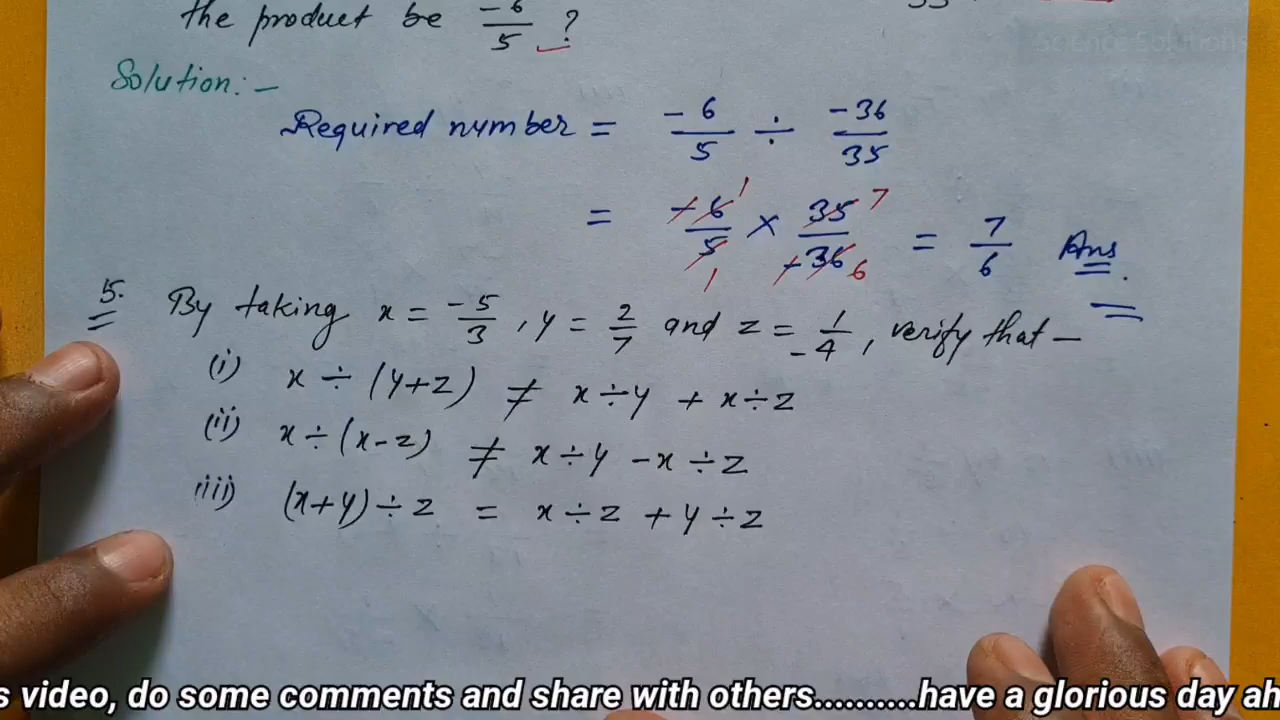 the product be -6/5 ?
Science Solutions
Solution:-
Required number = -6/5 ÷ -36/35
= -6/5 × 35/-36 = 7/6 Ans.
5. By taking x = -5/3, y = 2/7 and z = 1/-4, verify that —
(i) x ÷ (y+z) ≠ x÷y + x÷z
(ii) x÷(x-z) ≠ x÷y -x÷z
(iii) (x+y)÷z = x÷z + y÷z
s video, do some comments and share with others..........have a glorious day ah